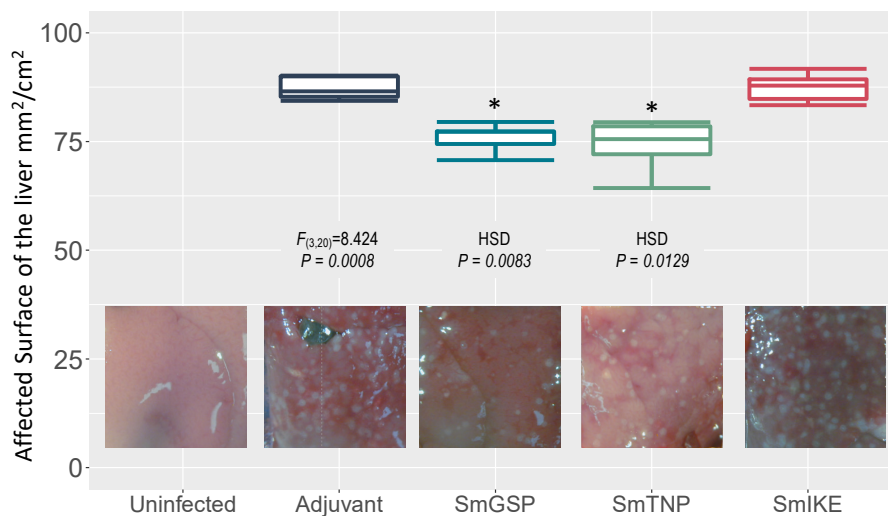 Affected Surface of the liver mm²/cm²
100
75
50
25
0
*
*
F(3,20)=8.424
P = 0.0008
HSD
P = 0.0083
HSD
P = 0.0129
Uninfected
Adjuvant
SmGSP
SmTNP
SmIKE